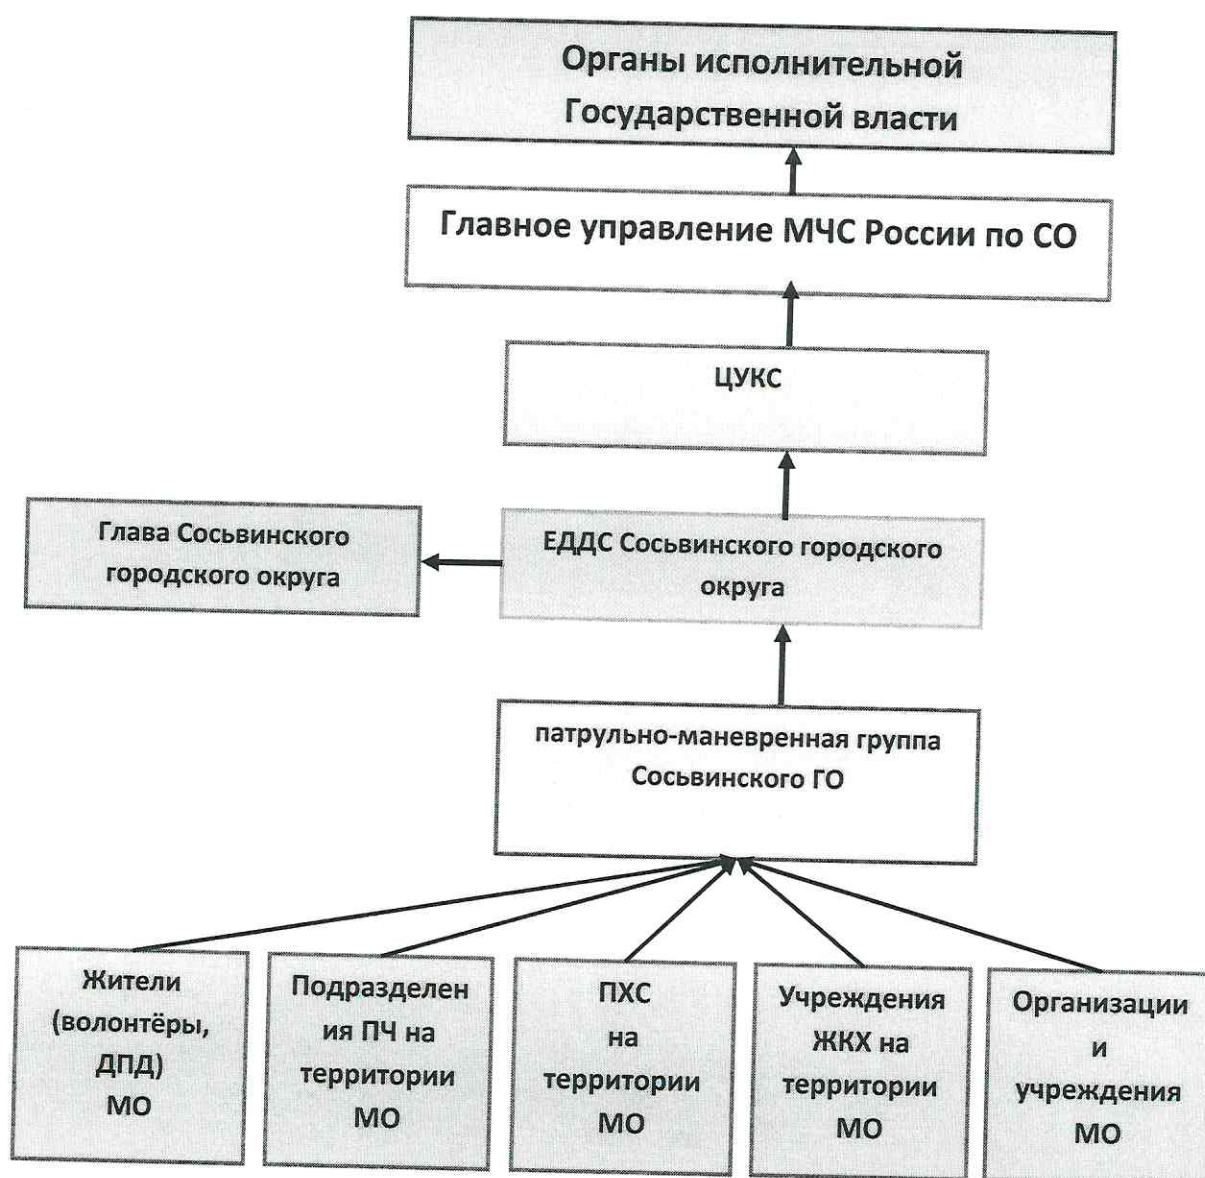 Органы исполнительной
Государственной власти
Главное управление МЧС России по СО
ЦУКС
Глава Сосьвинского
городского округа
ЕДДС Сосьвинского городского
округа
патрульно-маневренная группа
Сосьвинского ГО
Жители
(волонтёры,
ДПД)
МО
Подразделен
ия ПЧ на
территории
МО
ПХС
на
территории
МО
Учреждения
ЖКХ на
территории
МО
Организации
и
учреждения
МО